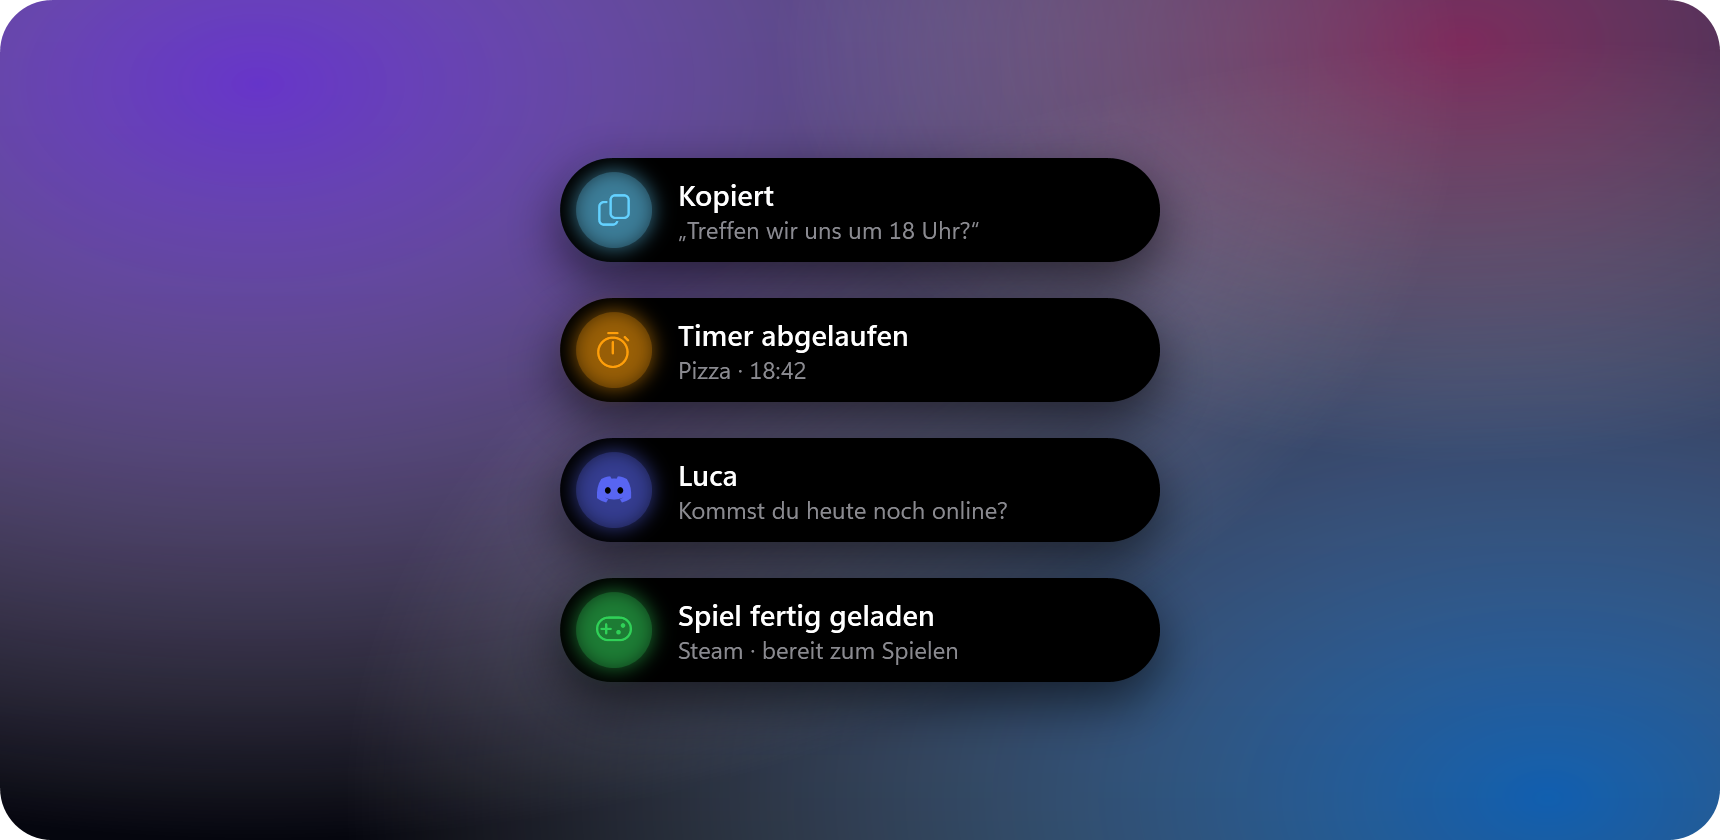 Kopiert
„Treffen wir uns um 18 Uhr?“
Timer abgelaufen
Pizza · 18:42
Luca
Kommst du heute noch online?
Spiel fertig geladen
Steam · bereit zum Spielen